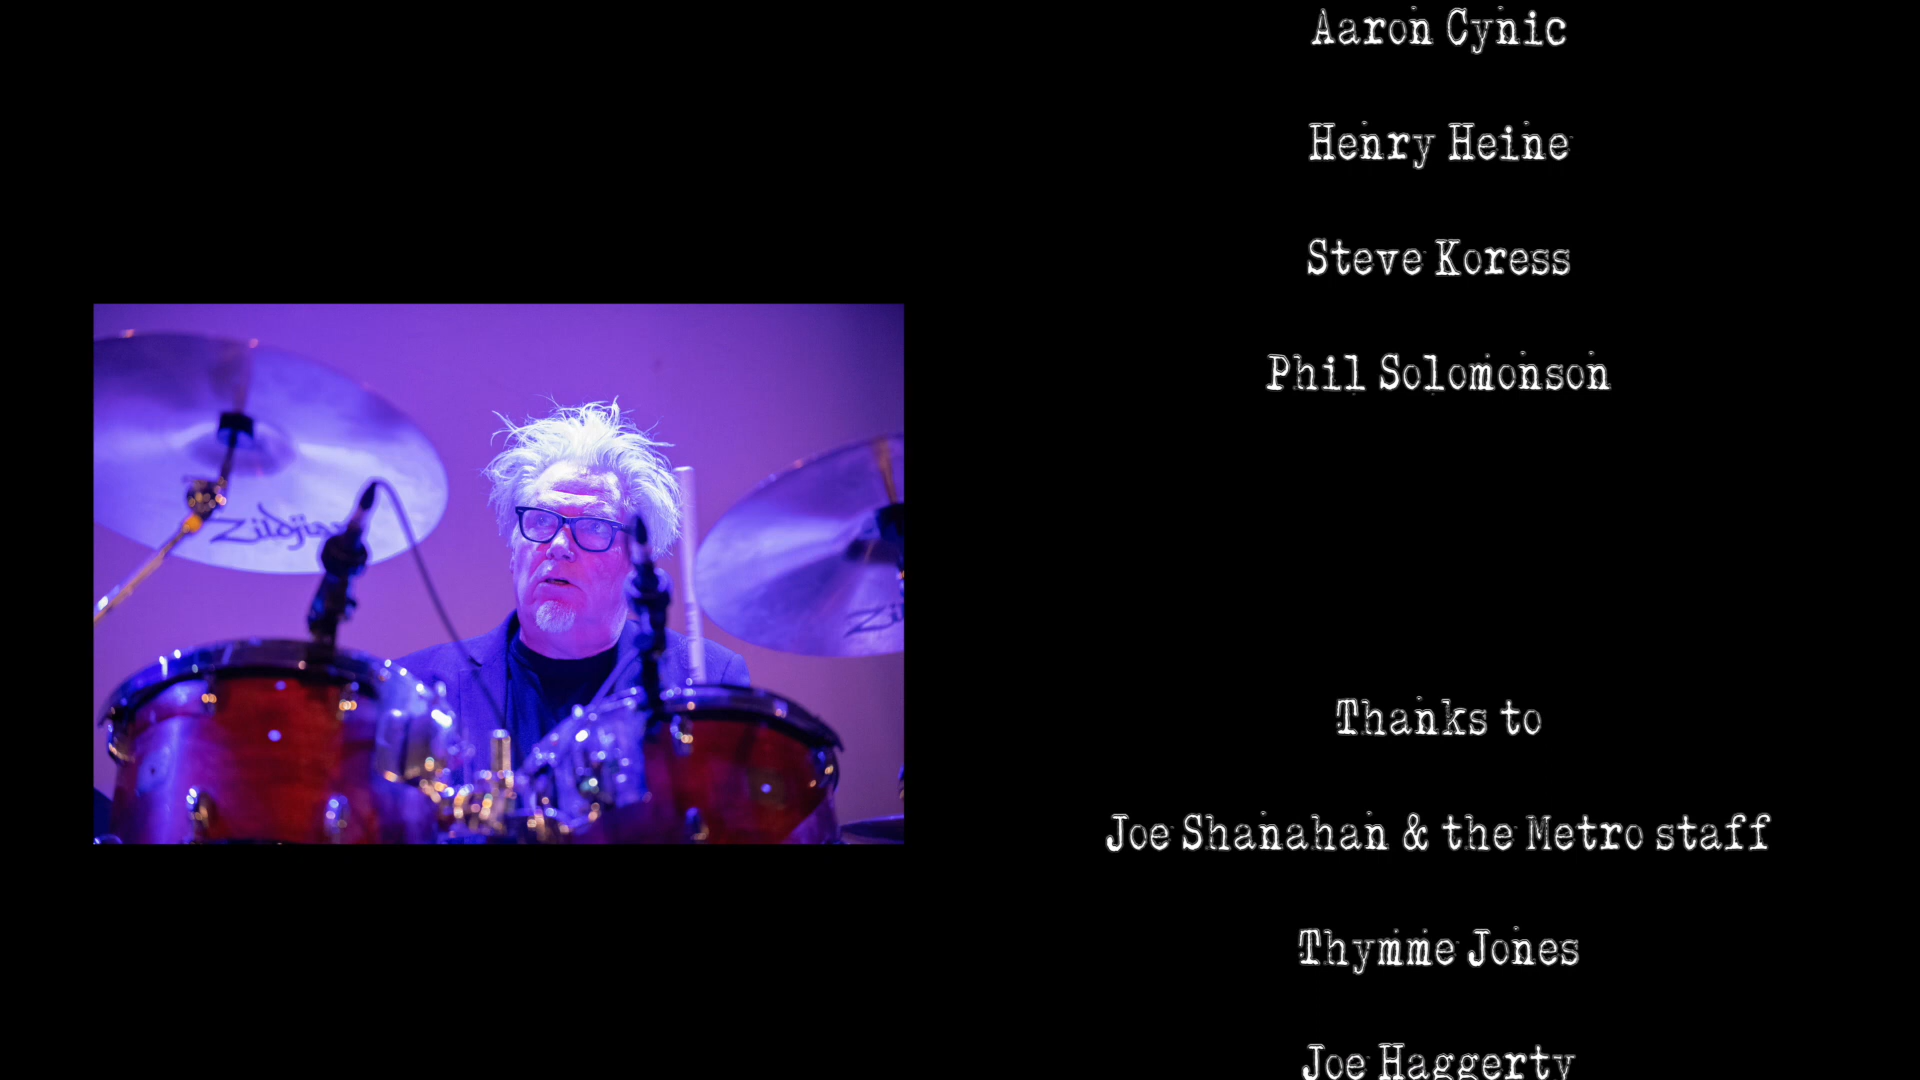 Aaron Cynic
Henry Heine
Steve Koress
Phil Solomonson
Zildjian
Thanks to
Joe Shanahan & the Metro staff
Thymme Jones
Joe Haggerty